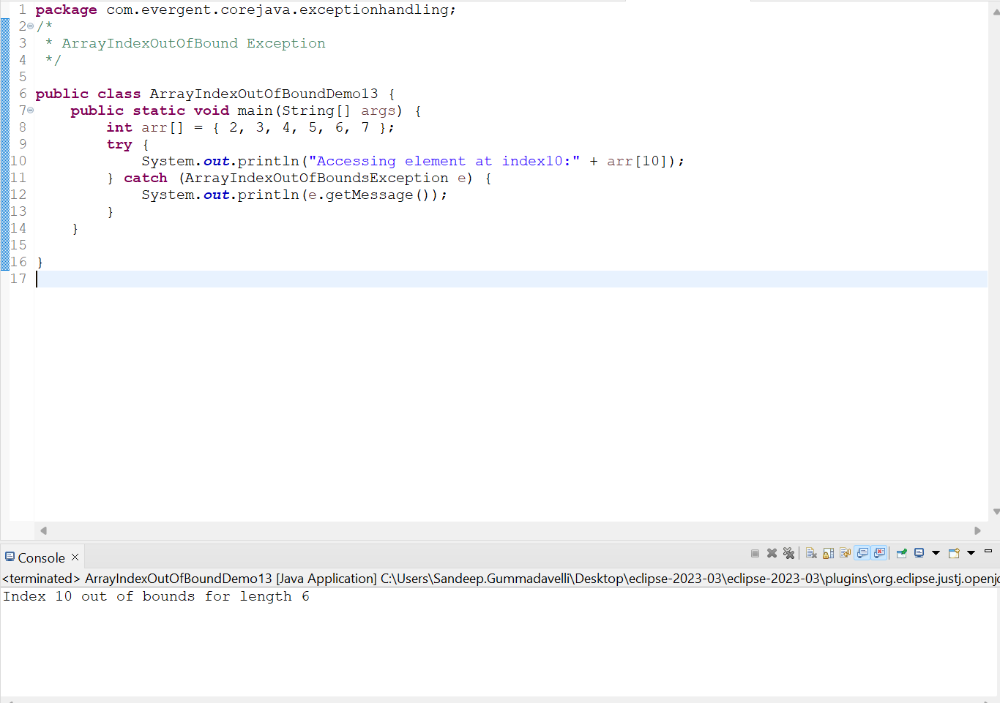 1 package com.evergent.corejava.exceptionhandling;
2 /*
3  * ArrayIndexOutOfBound Exception
4  */
5
6 public class ArrayIndexOutOfBoundDemo13 {
7     public static void main(String[] args) {
8         int arr[] = { 2, 3, 4, 5, 6, 7 };
9         try {
10             System.out.println("Accessing element at index10:" + arr[10]);
11         } catch (ArrayIndexOutOfBoundsException e) {
12             System.out.println(e.getMessage());
13         }
14     }
15
16 }
17
Console
<terminated> ArrayIndexOutOfBoundDemo13 [Java Application] C:\Users\Sandeep.Gummadavelli\Desktop\eclipse-2023-03\eclipse-2023-03\plugins\org.eclipse.justj.openjc
Index 10 out of bounds for length 6